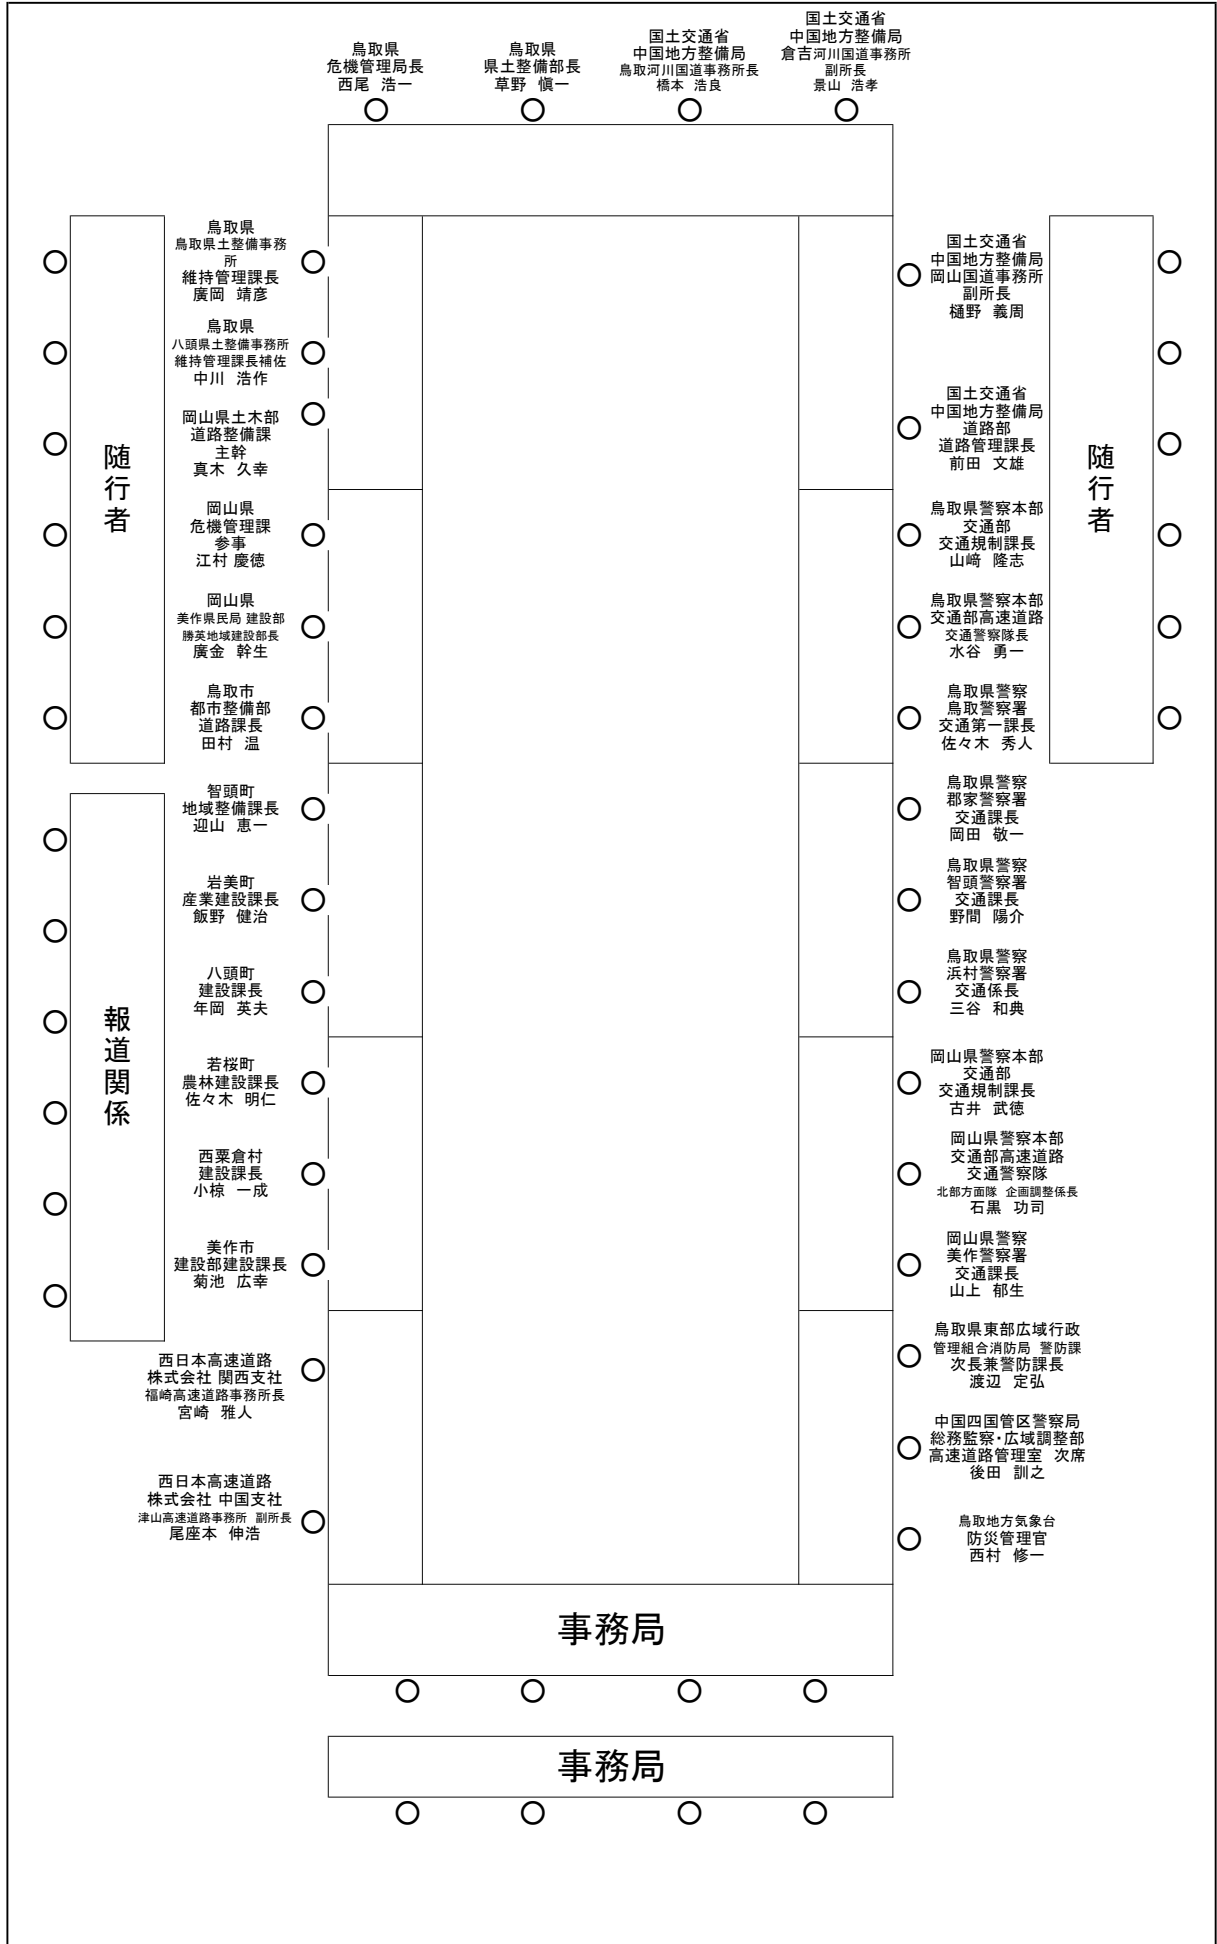 鳥取県
危機管理局長
西尾 浩一
鳥取県
県土整備部長
草野 愼一
国土交通省
中国地方整備局
鳥取河川国道事務所長
橋本 浩良
国土交通省
中国地方整備局
倉吉河川国道事務所
副所長
景山 浩孝
随行者
報道関係
鳥取県
鳥取県土整備事務
所
維持管理課長
廣岡 靖彦
鳥取県
八頭県土整備事務所
維持管理課長補佐
中川 浩作
岡山県土木部
道路整備課
主幹
真木 久幸
岡山県
危機管理課
参事
江村 慶徳
岡山県
美作県民局 建設部
勝英地域建設部長
廣金 幹生
鳥取市
都市整備部
道路課長
田村 温
智頭町
地域整備課長
迎山 恵一
岩美町
産業建設課長
飯野 健治
八頭町
建設課長
年岡 英夫
若桜町
農林建設課長
佐々木 明仁
西粟倉村
建設課長
小椋 一成
美作市
建設部建設課長
菊池 広幸
西日本高速道路
株式会社 関西支社
福崎高速道路事務所長
宮崎 雅人
西日本高速道路
株式会社 中国支社
津山高速道路事務所 副所長
尾座本 伸浩
国土交通省
中国地方整備局
岡山国道事務所
副所長
樋野 義周
国土交通省
中国地方整備局
道路部
道路管理課長
前田 文雄
鳥取県警察本部
交通部
交通規制課長
山﨑 隆志
鳥取県警察本部
交通部高速道路
交通警察隊長
水谷 勇一
鳥取県警察
鳥取警察署
交通第一課長
佐々木 秀人
鳥取県警察
郡家警察署
交通課長
岡田 敬一
鳥取県警察
智頭警察署
交通課長
野間 陽介
鳥取県警察
浜村警察署
交通係長
三谷 和典
岡山県警察本部
交通部
交通規制課長
古井 武徳
岡山県警察本部
交通部高速道路
交通警察隊
北部方面隊 企画調整係長
石黒 功司
岡山県警察
美作警察署
交通課長
山上 郁生
鳥取県東部広域行政
管理組合消防局 警防課
次長兼警防課長
渡辺 定弘
中国四国管区警察局
総務監察・広域調整部
高速道路管理室 次席
後田 訓之
鳥取地方気象台
防災管理官
西村 修一
随行者
事務局
事務局